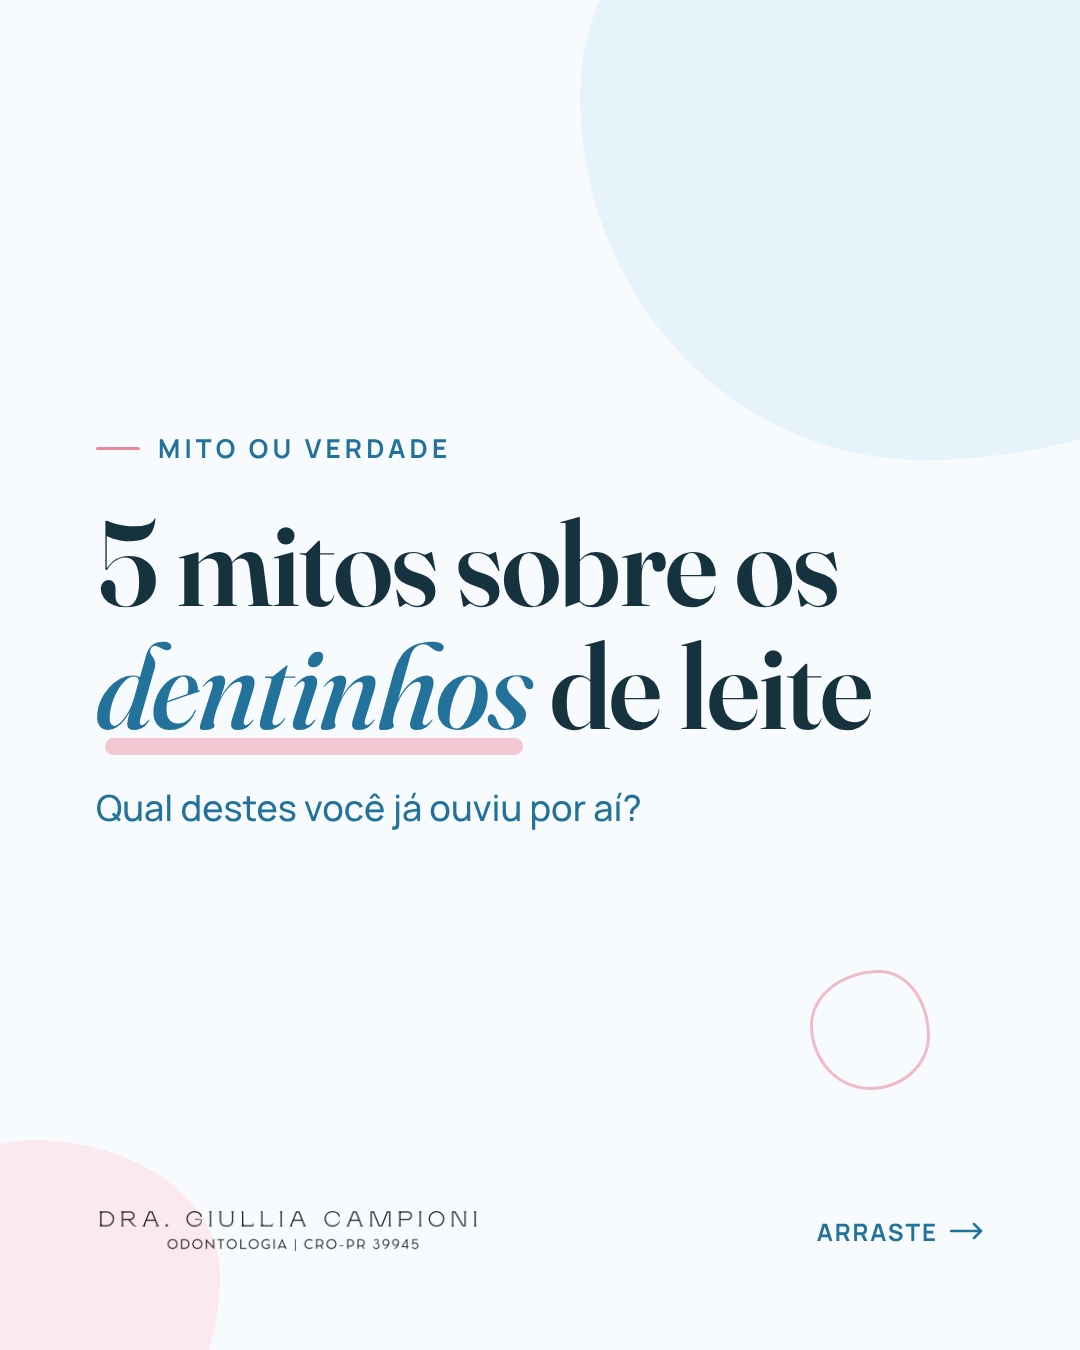 MITO OU VERDADE
5 mitos sobre os
dentinhos de leite
Qual destes você já ouviu por aí?
DRA. GIULLIA CAMPIONI
ODONTOLOGIA | CRO-PR 39945
ARRASTE →